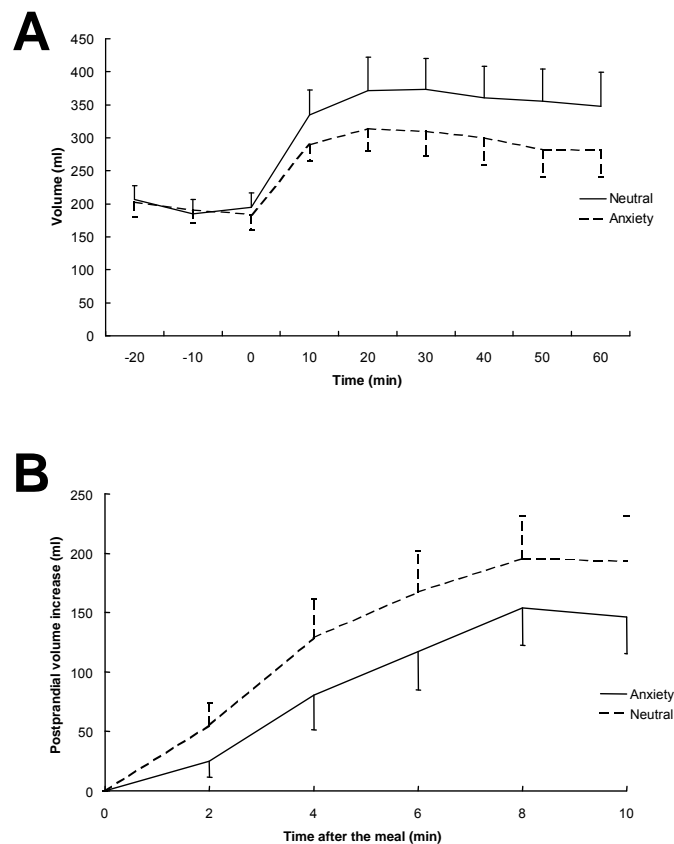 A
450
400
350
300
250
200
150
100
50
0
Volume (ml)
-20 -10 0 10 20 30 40 50 60
Time (min)
Neutral
Anxiety
B
250
200
150
100
50
0
Postprandial volume increase (ml)
0 2 4 6 8 10
Time after the meal (min)
Anxiety
Neutral